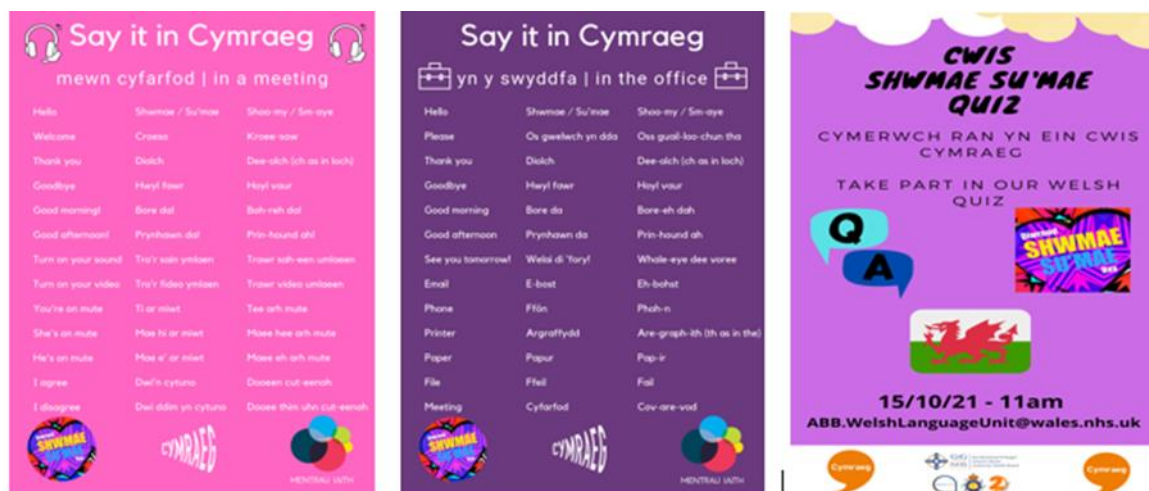 Say it in Cymraeg
mewn cyfarfod | in a meeting
Hello Shwmae / Su'mae Shoo-my / Sm-aye
Welcome Croeso Kroee-saw
Thank you Diolch Dee-olch (ch as in loch)
Goodbye Hwyl fawr Hoyl vaur
Good morning! Bore da! Boh-reh da!
Good afternoon! Prynhawn da! Prin-hound ah!
Turn on your sound Tro'r sain ymlaen Trawr sah-een umlaeen
Turn on your video Tro'r fideo ymlaen Trawr video umlaeen
You're on mute Ti ar miwt Tee arh mute
She's on mute Mae hi ar miwt Maee hee arh mute
He's on mute Mae e' ar miwt Maee eh arh mute
I agree Dwi'n cytuno Dooeen cut-eenoh
I disagree Dwi ddim yn cytuno Dooee thim uhn cut-eenoh
SHWMAE
SU'MAE
CYMRAEG
MENTRAU IAITH
Say it in Cymraeg
yn y swyddfa | in the office
Hello Shwmae / Su'mae Shoo-my / Sm-aye
Please Os gwelwch yn dda Oss guail-loo-chun tha
Thank you Diolch Dee-olch (ch as in loch)
Goodbye Hwyl fawr Hoyl vaur
Good morning Bore da Bore-eh dah
Good afternoon Prynhawn da Prin-hound ah
See you tomorrow! Welai di 'fory! Whale-eye dee voree
Email E-bost Eh-bohst
Phone Ffôn Phoh-n
Printer Argraffydd Are-graph-ith (th as in the)
Paper Papur Pap-ir
File Ffeil Fail
Meeting Cyfarfod Cov-are-vod
SHWMAE
SU'MAE
CYMRAEG
MENTRAU IAITH
CWIS
SHWMAE SU'MAE
QUIZ
CYMERWCH RAN YN EIN CWIS
CYMRAEG
TAKE PART IN OUR WELSH
QUIZ
Q
A
SHWMAE
SU'MAE
15/10/21 - 11am
ABB.WelshLanguageUnit@wales.nhs.uk
Cymraeg
GIG
NHS
Cymraeg